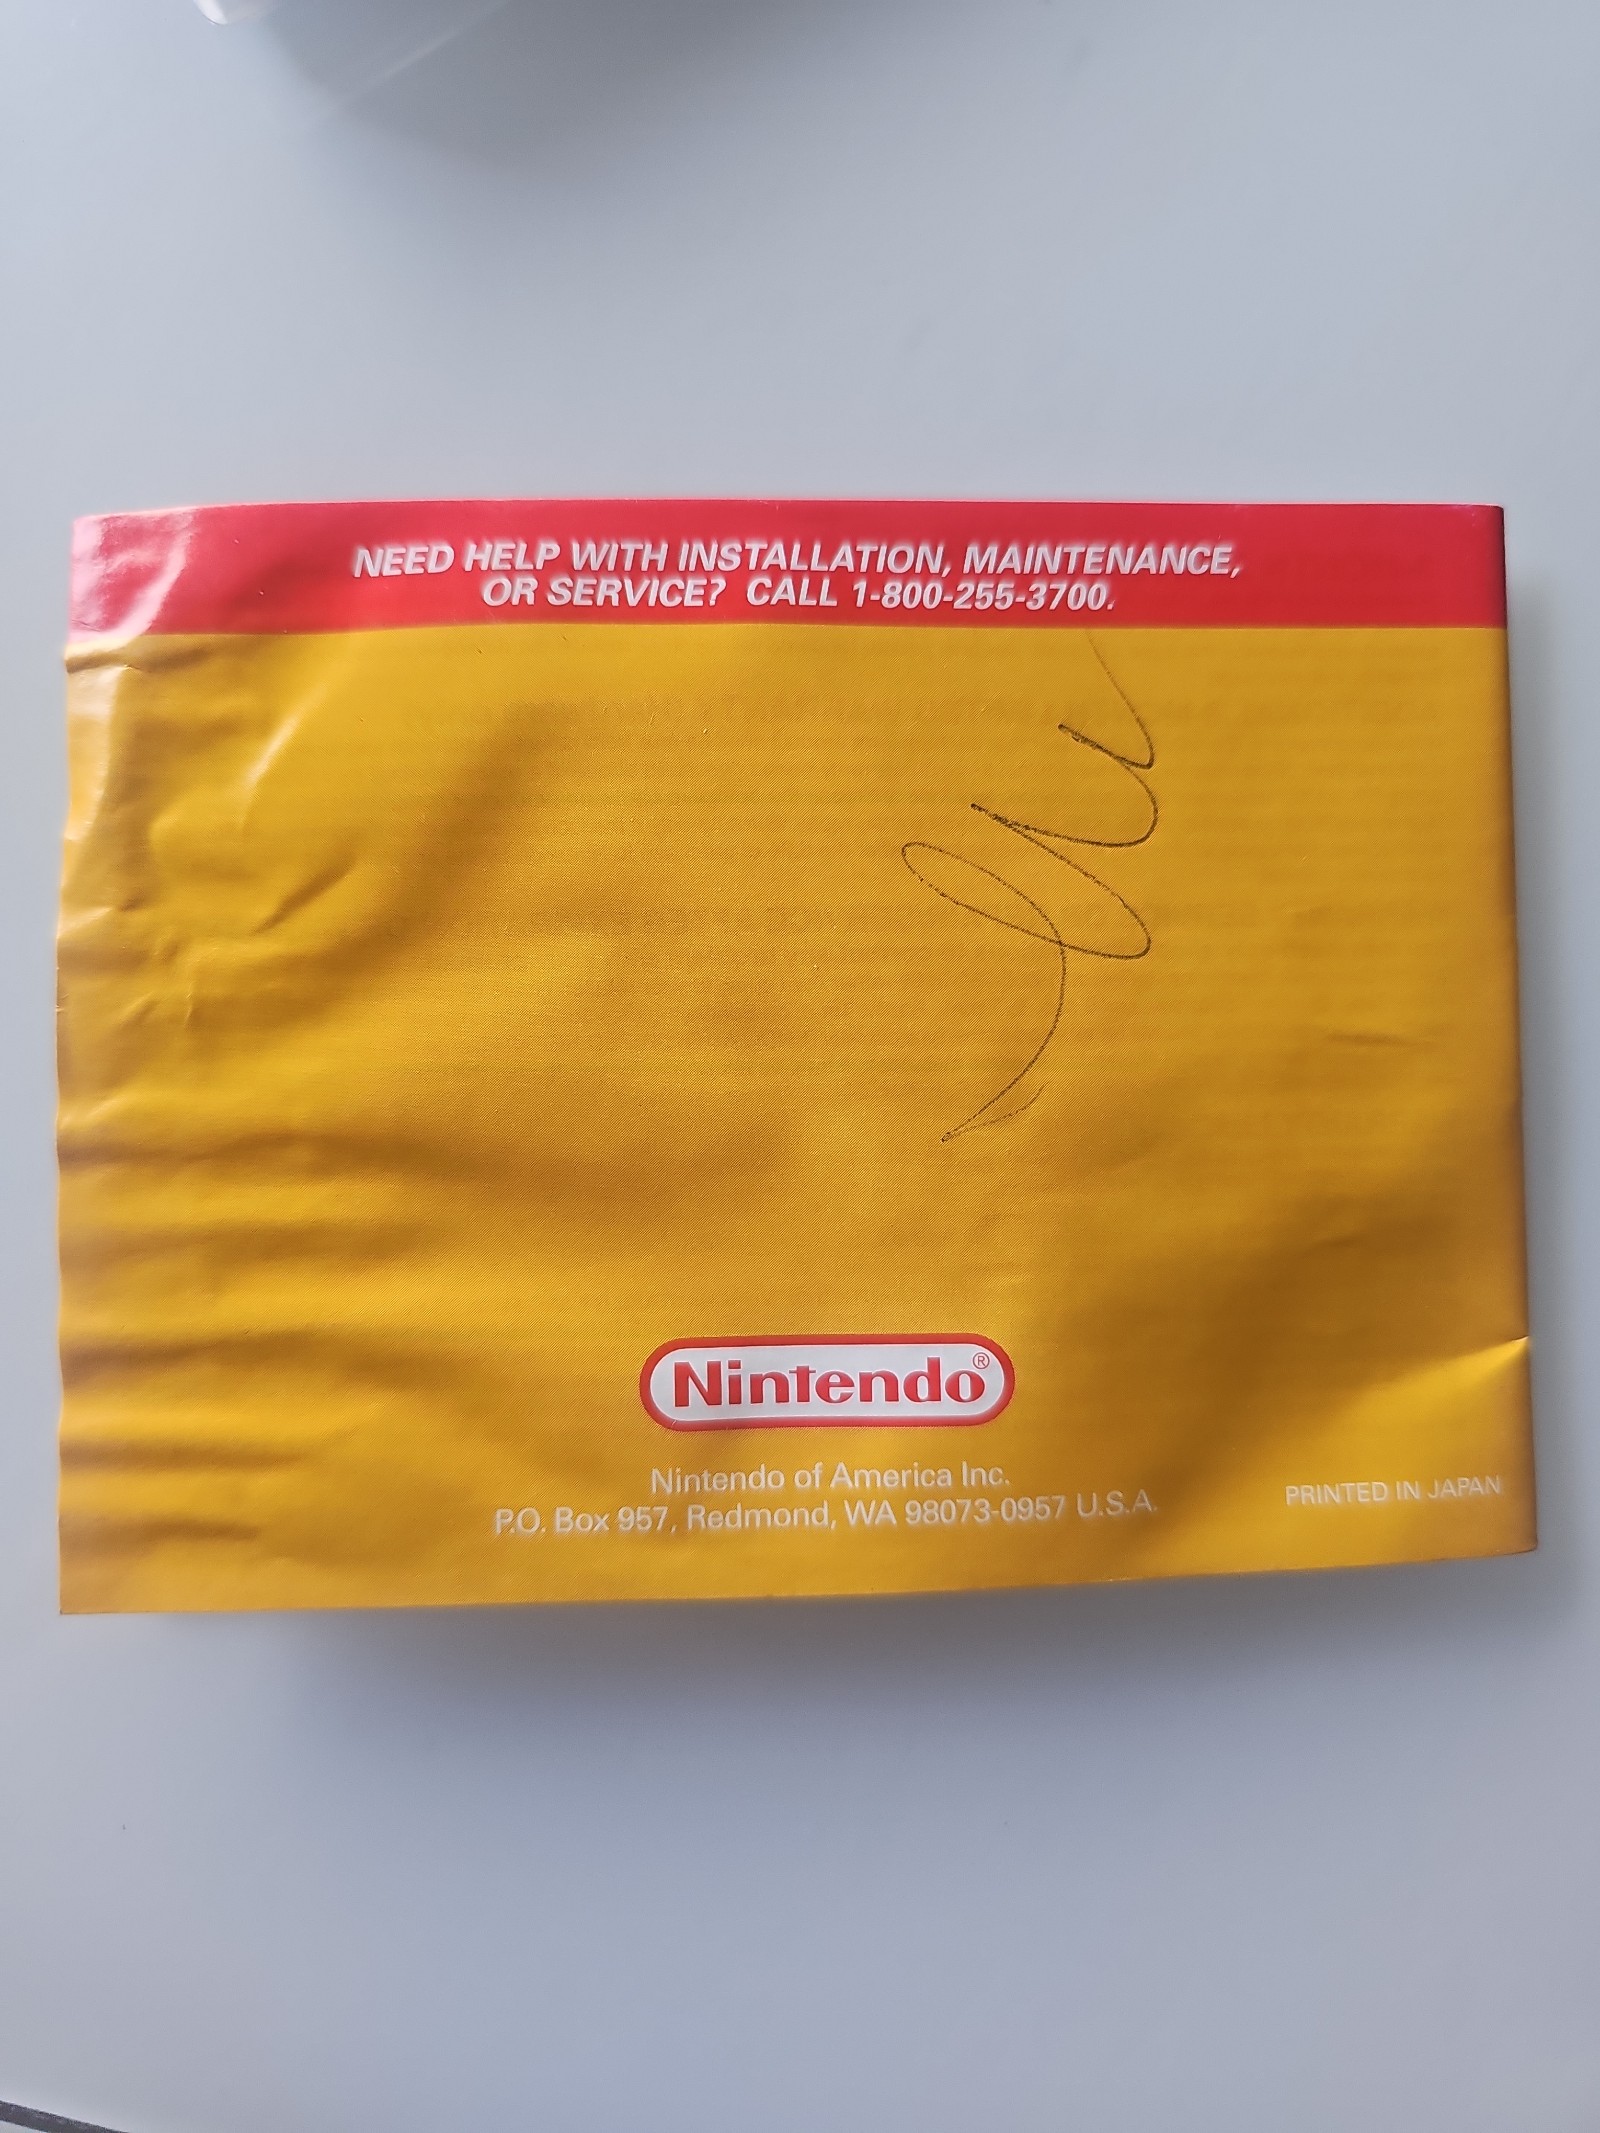 NEED HELP WITH INSTALLATION, MAINTENANCE,
OR SERVICE? CALL 1-800-255-3700.
Nintendo®
Nintendo of America Inc.
P.O. Box 957, Redmond, WA 98073-0957 U.S.A.
PRINTED IN JAPAN